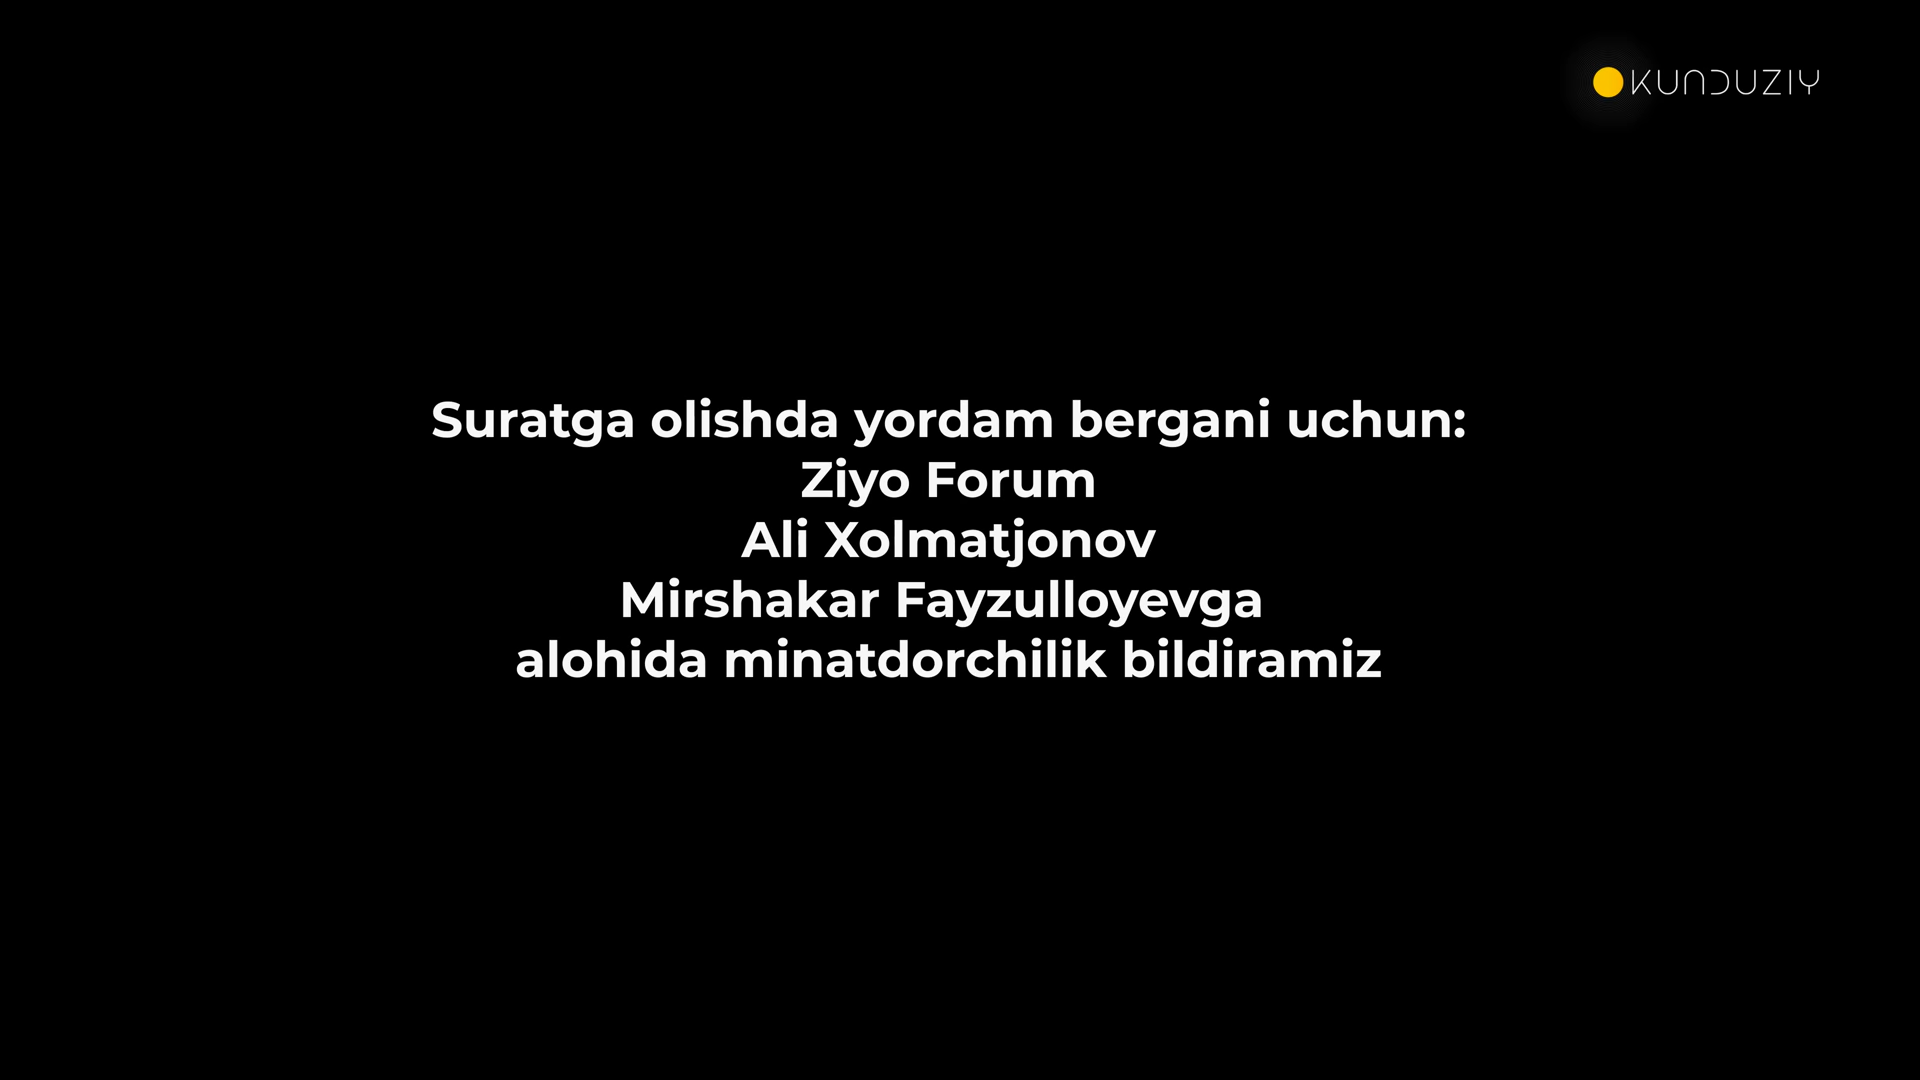 KUNDUZIY
Suratga olishda yordam bergani uchun:
Ziyo Forum
Ali Xolmatjonov
Mirshakar Fayzulloyevga
alohida minatdorchilik bildiramiz